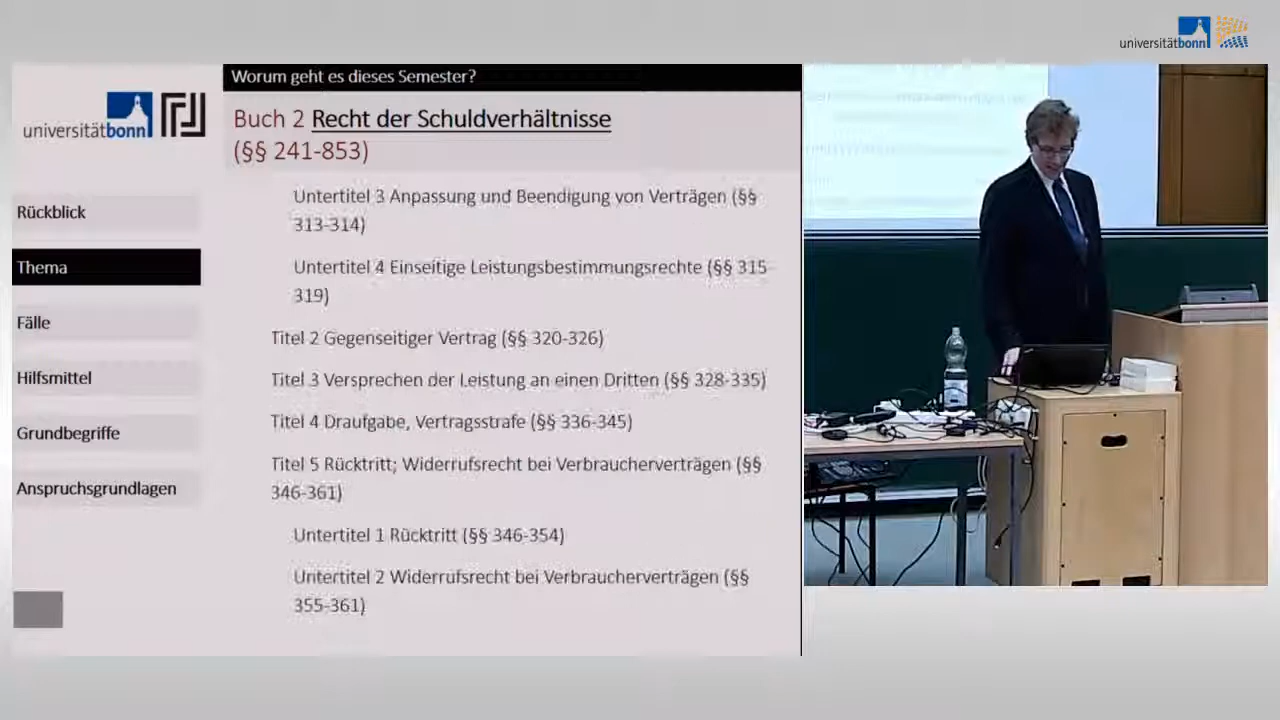 universitätbonn
Worum geht es dieses Semester?
universitätbonn
Buch 2 Recht der Schuldverhältnisse
(§§ 241-853)
Rückblick
Thema
Fälle
Hilfsmittel
Grundbegriffe
Anspruchsgrundlagen
Untertitel 3 Anpassung und Beendigung von Verträgen (§§
313-314)
Untertitel 4 Einseitige Leistungsbestimmungsrechte (§§ 315-
319)
Titel 2 Gegenseitiger Vertrag (§§ 320-326)
Titel 3 Versprechen der Leistung an einen Dritten (§§ 328-335)
Titel 4 Draufgabe, Vertragsstrafe (§§ 336-345)
Titel 5 Rücktritt; Widerrufsrecht bei Verbraucherverträgen (§§
346-361)
Untertitel 1 Rücktritt (§§ 346-354)
Untertitel 2 Widerrufsrecht bei Verbraucherverträgen (§§
355-361)